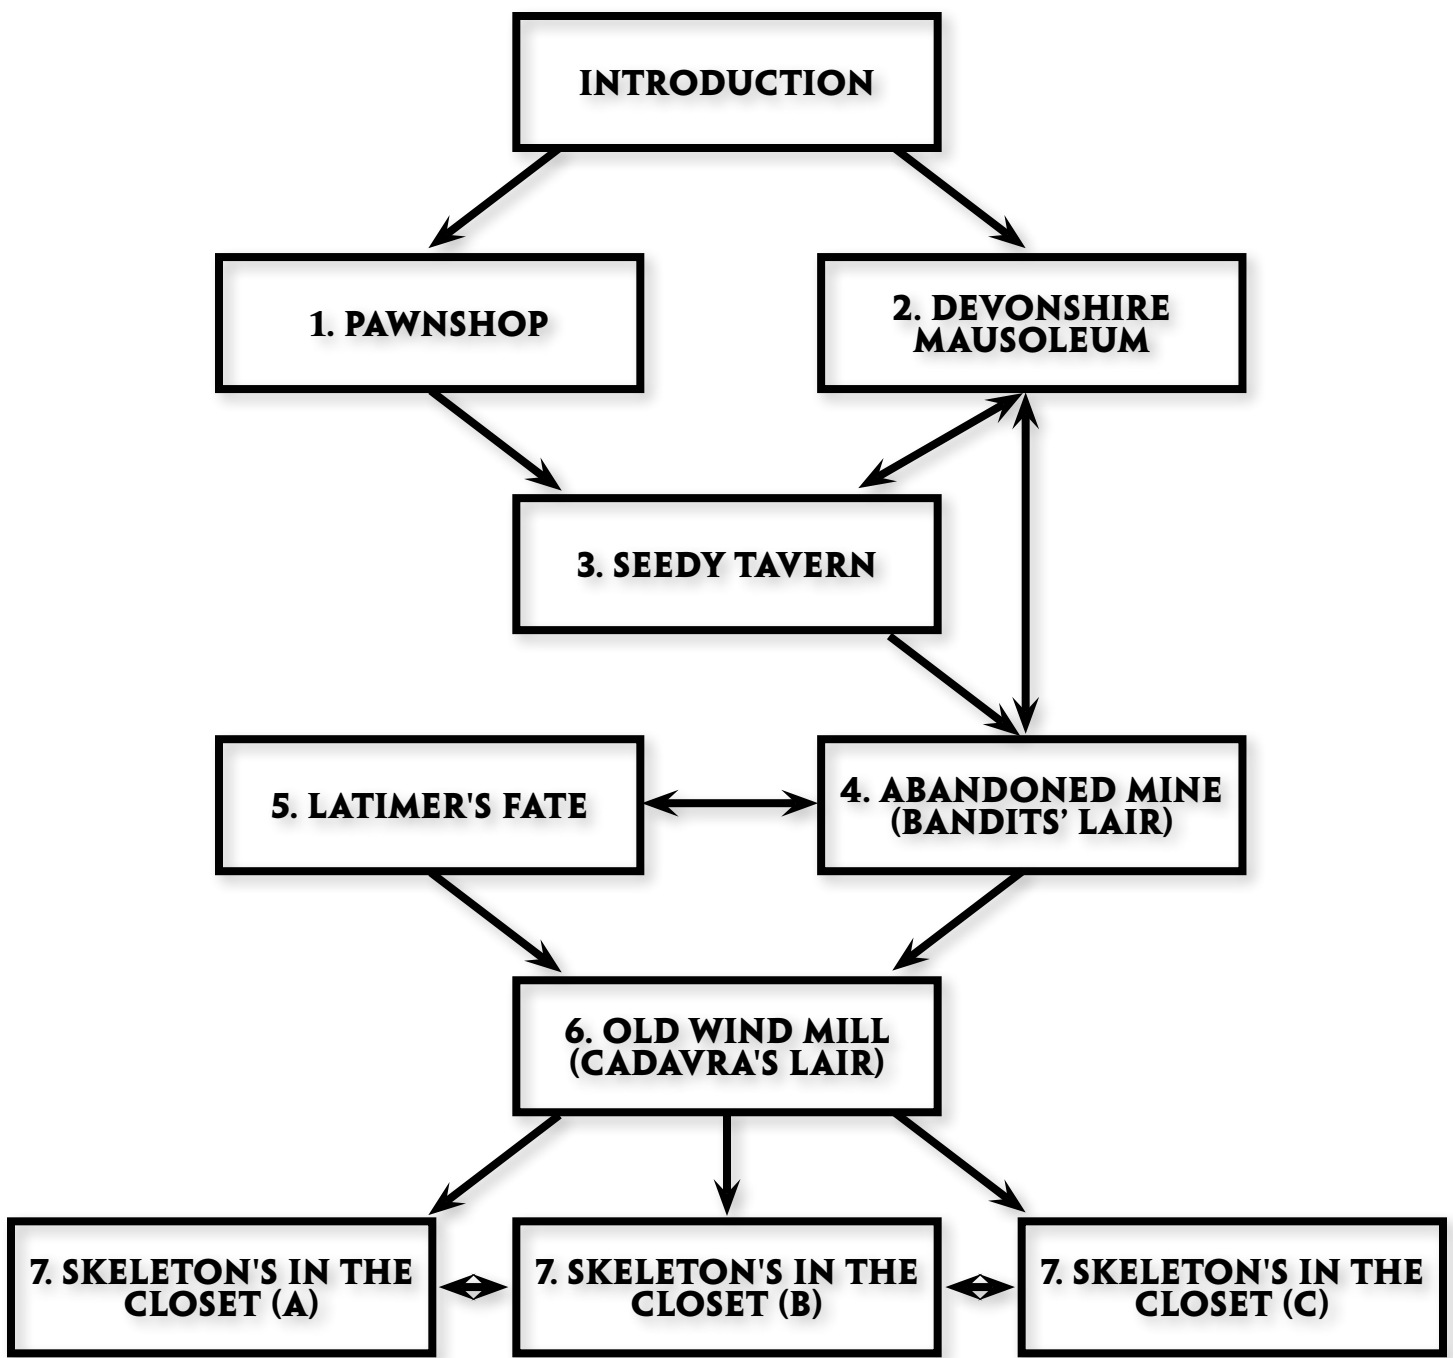 INTRODUCTION
1. PAWNSHOP
2. DEVONSHIRE
MAUSOLEUM
3. SEEDY TAVERN
5. LATIMER'S FATE
4. ABANDONED MINE
(BANDITS’ LAIR)
6. OLD WIND MILL
(CADAVRA'S LAIR)
7. SKELETON'S IN THE
CLOSET (A)
7. SKELETON'S IN THE
CLOSET (B)
7. SKELETON'S IN THE
CLOSET (C)